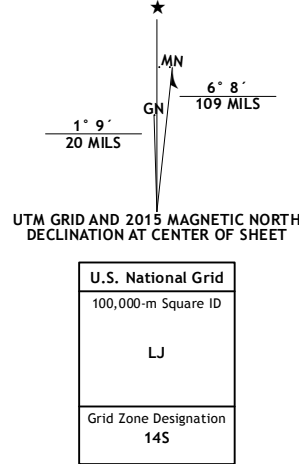 ★
MN
GN
6° 8´
109 MILS
1° 9´
20 MILS
UTM GRID AND 2015 MAGNETIC NORTH
DECLINATION AT CENTER OF SHEET
U.S. National Grid
100,000-m Square ID
LJ
Grid Zone Designation
14S